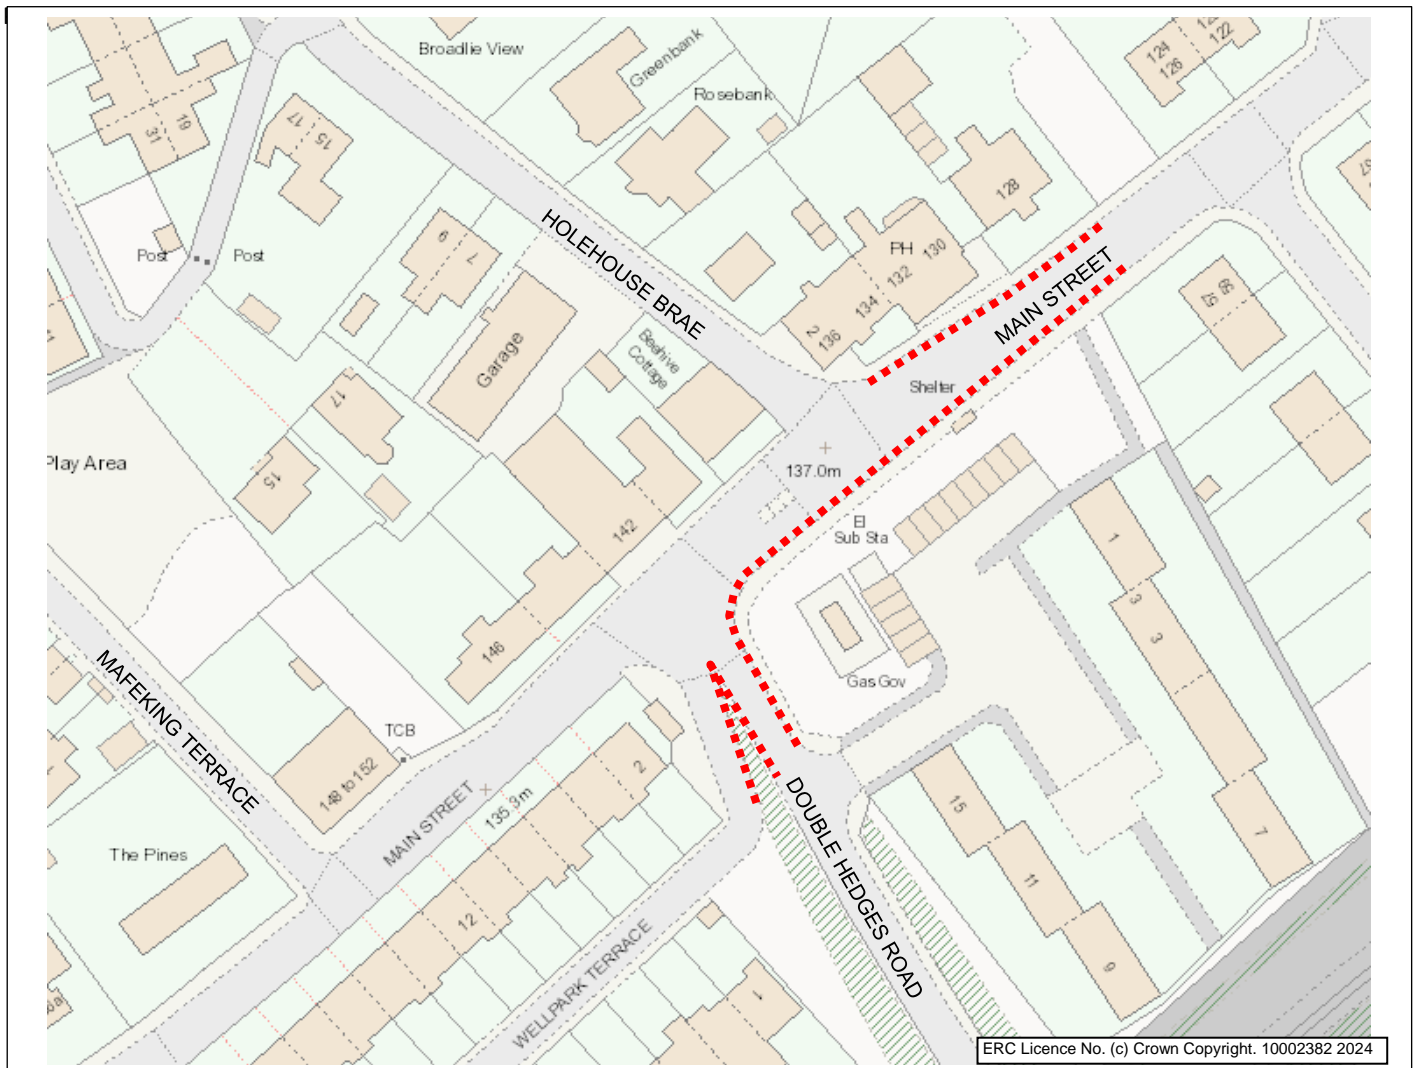 Broadlie View
Greenbank
Rosebank
124
126
122
19
31
17
15
128
57
Post
Post
9
7
HOLEHOUSE BRAE
PH
130
132
134
2
136
MAIN STREET
Garage
Beehive
Cottage
Shelter
17
15
Play Area
137.0m
El
Sub Sta
142
1
3
3
146
Gas Gov
MAFEKING TERRACE
TCB
2
148 to 152
MAIN STREET
135.3m
DOUBLE HEDGES ROAD
15
11
7
9
The Pines
12
WELLPARK TERRACE
1
ERC Licence No. (c) Crown Copyright. 10002382 2024